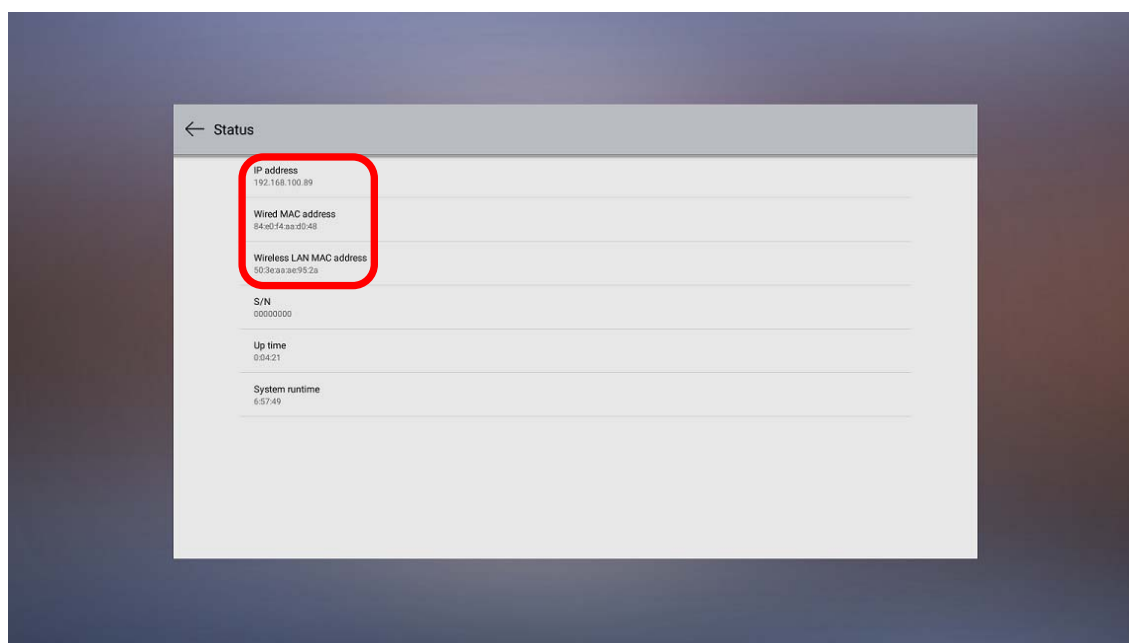 Status
IP address
192.168.100.89
Wired MAC address
84:e0:f4:aa:d0:48
Wireless LAN MAC address
50:3e:aa:ae:95:2a
S/N
00000000
Up time
0:04:21
System runtime
6:57:49